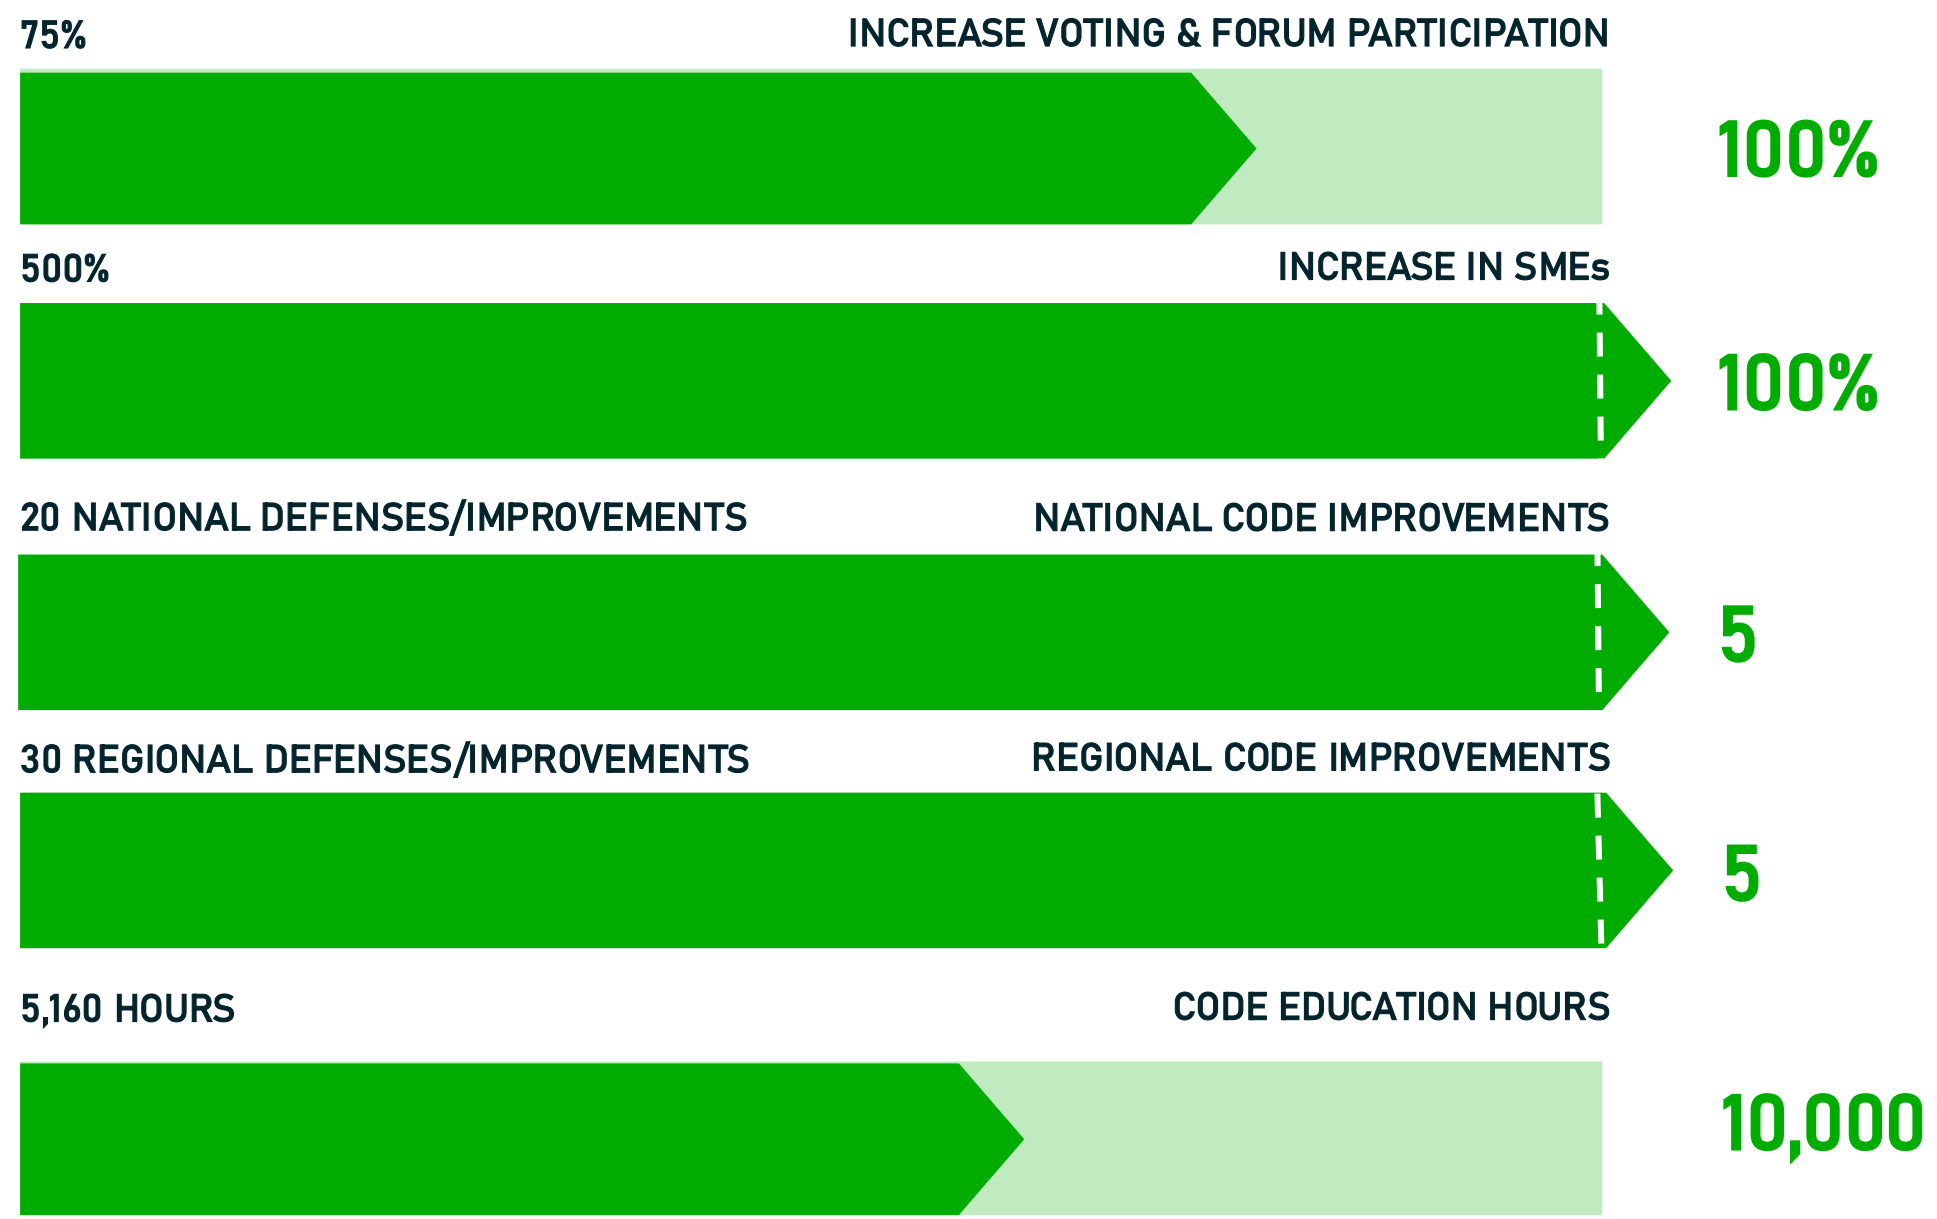 75% INCREASE VOTING & FORUM PARTICIPATION
100%
500% INCREASE IN SMEs
100%
20 NATIONAL DEFENSES/IMPROVEMENTS NATIONAL CODE IMPROVEMENTS
5
30 REGIONAL DEFENSES/IMPROVEMENTS REGIONAL CODE IMPROVEMENTS
5
5,160 HOURS CODE EDUCATION HOURS
10,000